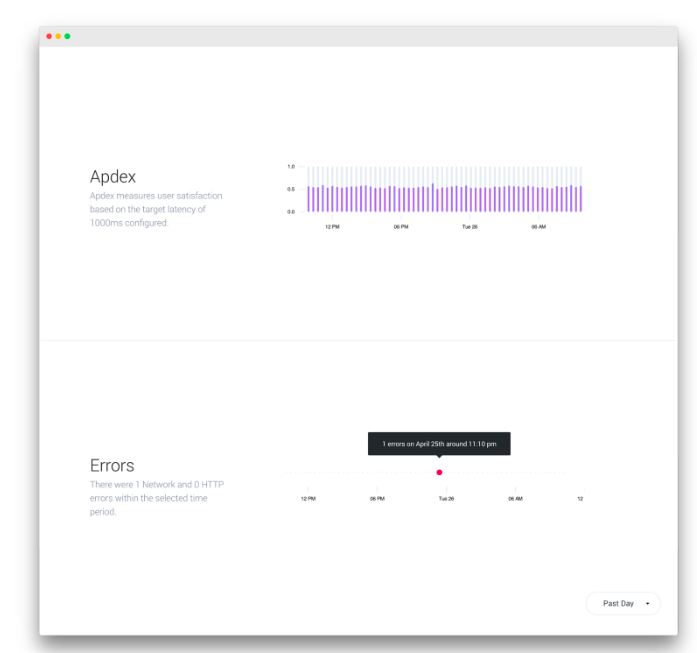 Apdex
Apdex measures user satisfaction
based on the target latency of
1000ms configured.
1.0
0.5
0.0
12 PM
06 PM
Tue 26
06 AM
Errors
There were 1 Network and 0 HTTP
errors within the selected time
period.
1 errors on April 25th around 11:10 pm
12 PM
06 PM
Tue 26
06 AM
12
Past Day